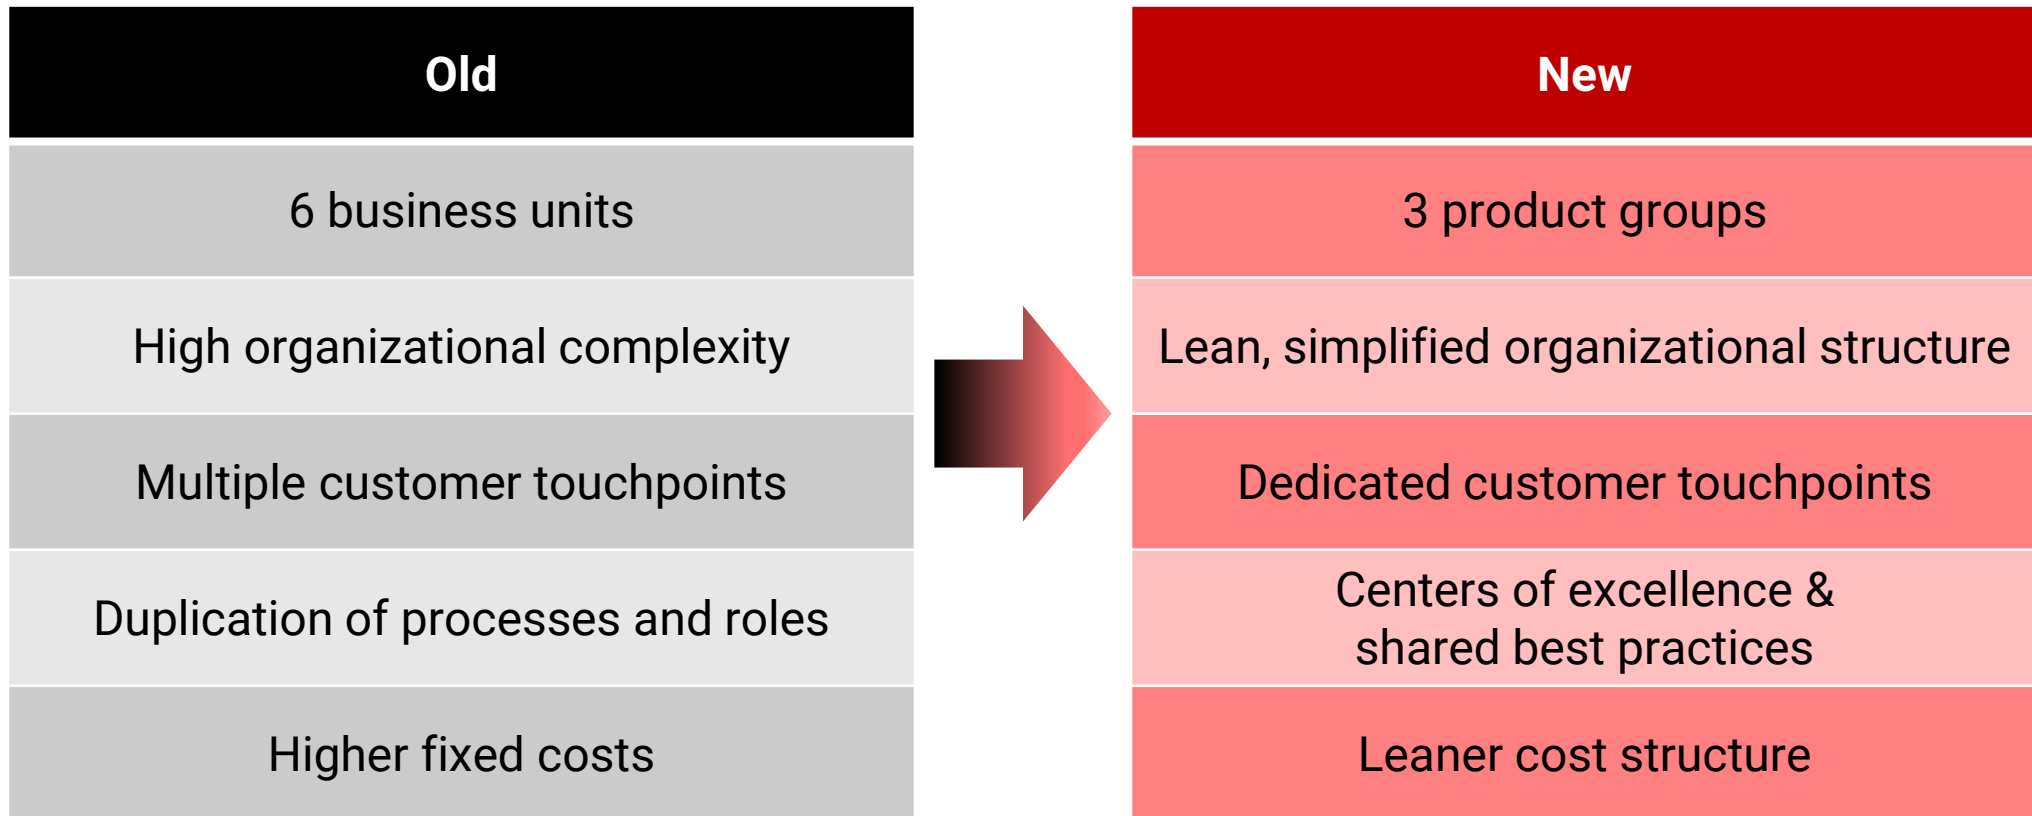 Old
New
6 business units
3 product groups
High organizational complexity
Lean, simplified organizational structure
Multiple customer touchpoints
Dedicated customer touchpoints
Duplication of processes and roles
Centers of excellence &
shared best practices
Higher fixed costs
Leaner cost structure